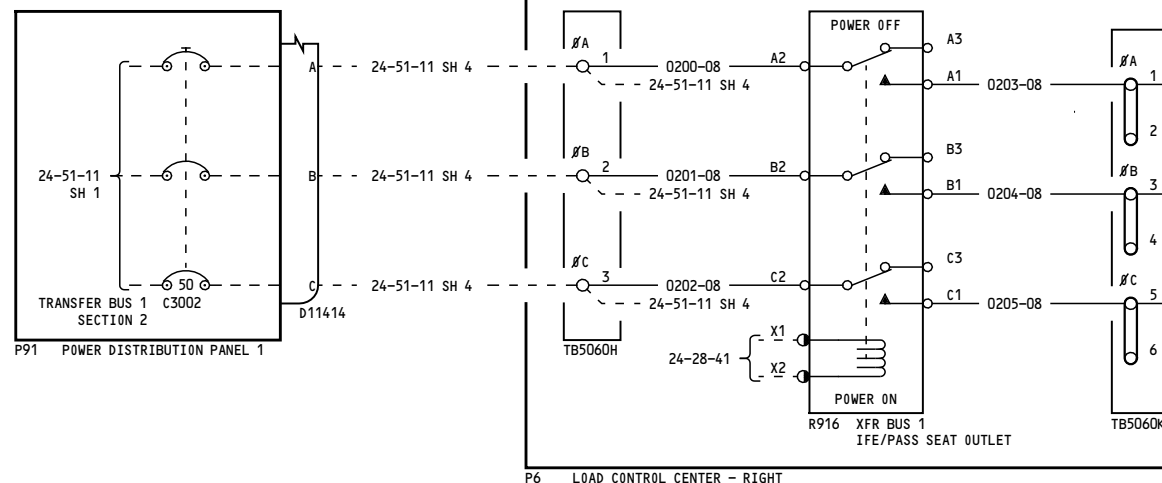 POWER OFF
ØA
1
A
24-51-11 SH 4
0200-08
A2
A3
24-51-11 SH 4
A1
0203-08
ØA
1
2
24-51-11
SH 1
ØB
2
B
24-51-11 SH 4
0201-08
B2
B3
24-51-11 SH 4
B1
0204-08
ØB
3
4
ØC
3
50
C
24-51-11 SH 4
0202-08
C2
C3
24-51-11 SH 4
C1
0205-08
ØC
5
6
TRANSFER BUS 1 C3002
SECTION 2
D11414
P91 POWER DISTRIBUTION PANEL 1
TB5060H
24-28-41
X1
X2
POWER ON
R916 XFR BUS 1
IFE/PASS SEAT OUTLET
TB5060K
P6 LOAD CONTROL CENTER - RIGHT